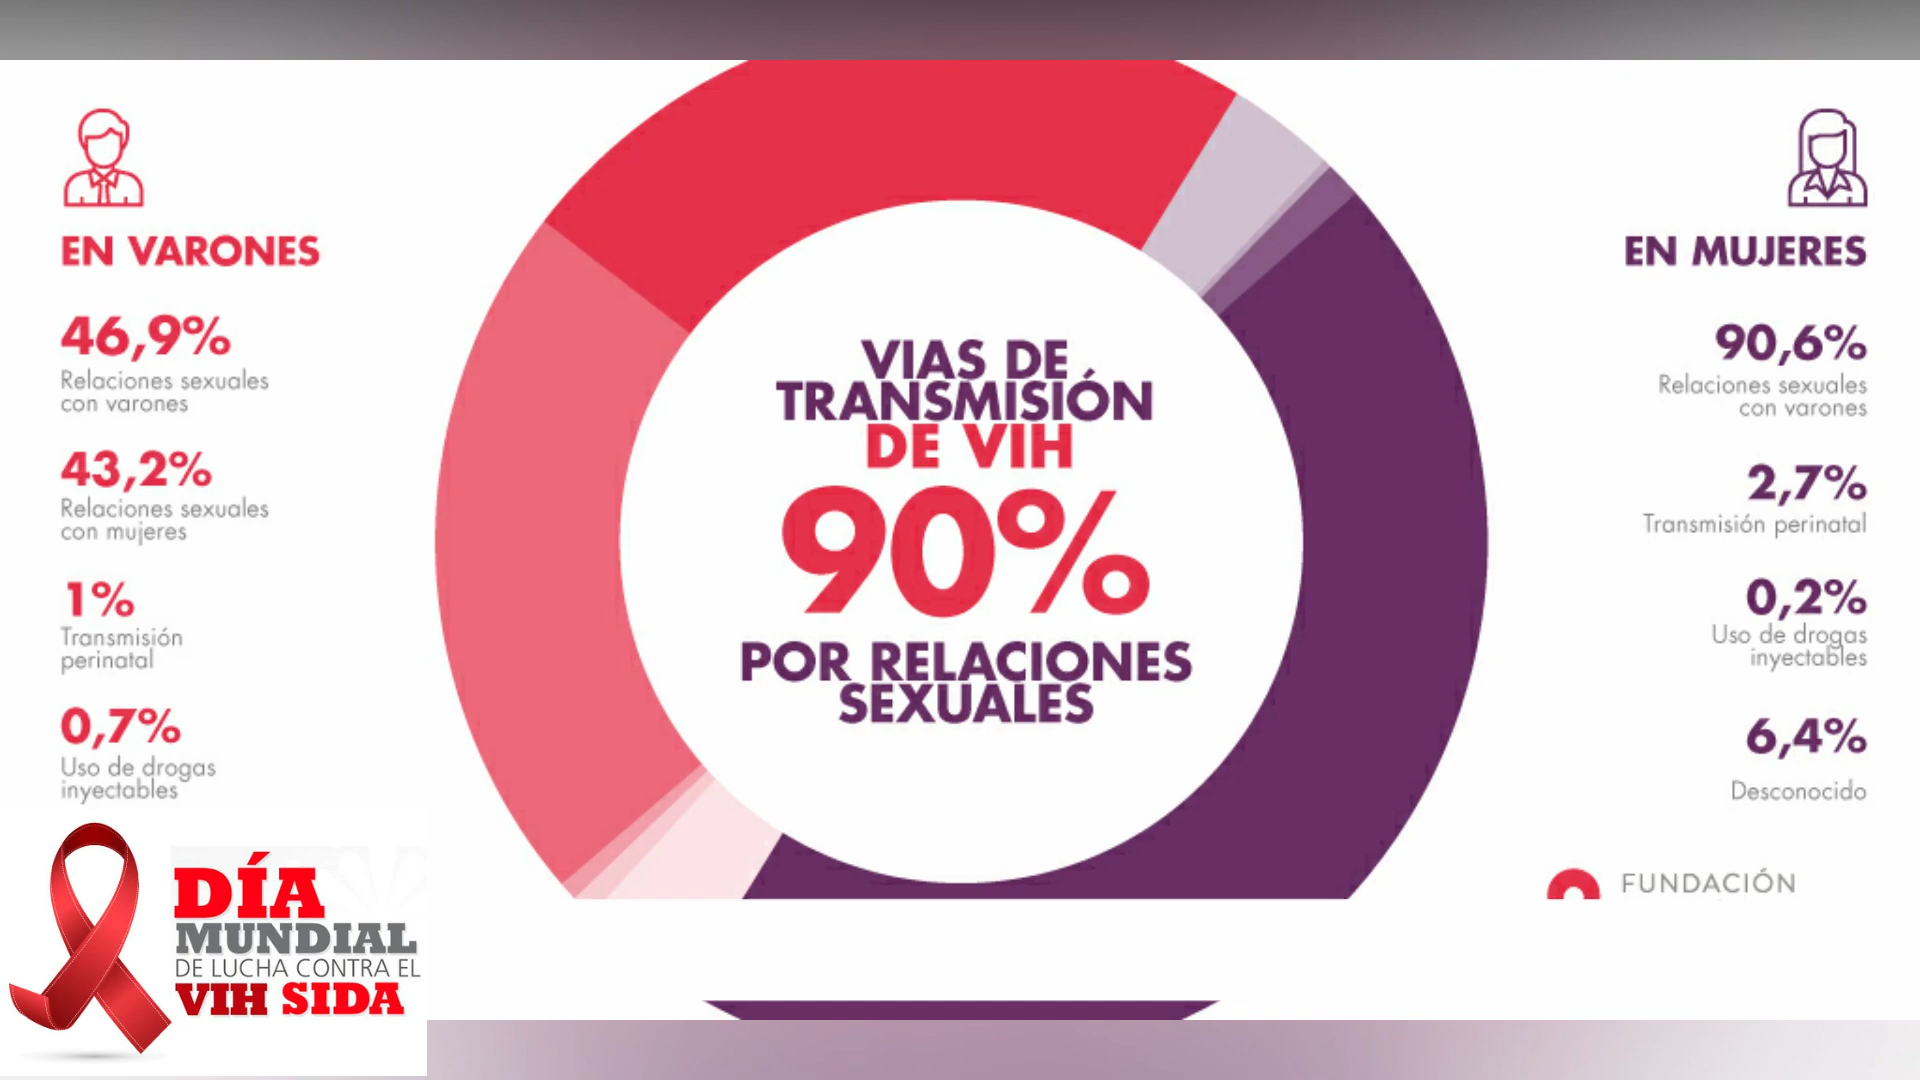 EN VARONES
46,9%
Relaciones sexuales
con varones
43,2%
Relaciones sexuales
con mujeres
1%
Transmisión
perinatal
0,7%
Uso de drogas
inyectables
VIAS DE
TRANSMISIÓN
DE VIH
90%
POR RELACIONES
SEXUALES
EN MUJERES
90,6%
Relaciones sexuales
con varones
2,7%
Transmisión perinatal
0,2%
Uso de drogas
inyectables
6,4%
Desconocido
FUNDACIÓN
DÍA
MUNDIAL
DE LUCHA CONTRA EL
VIH SIDA